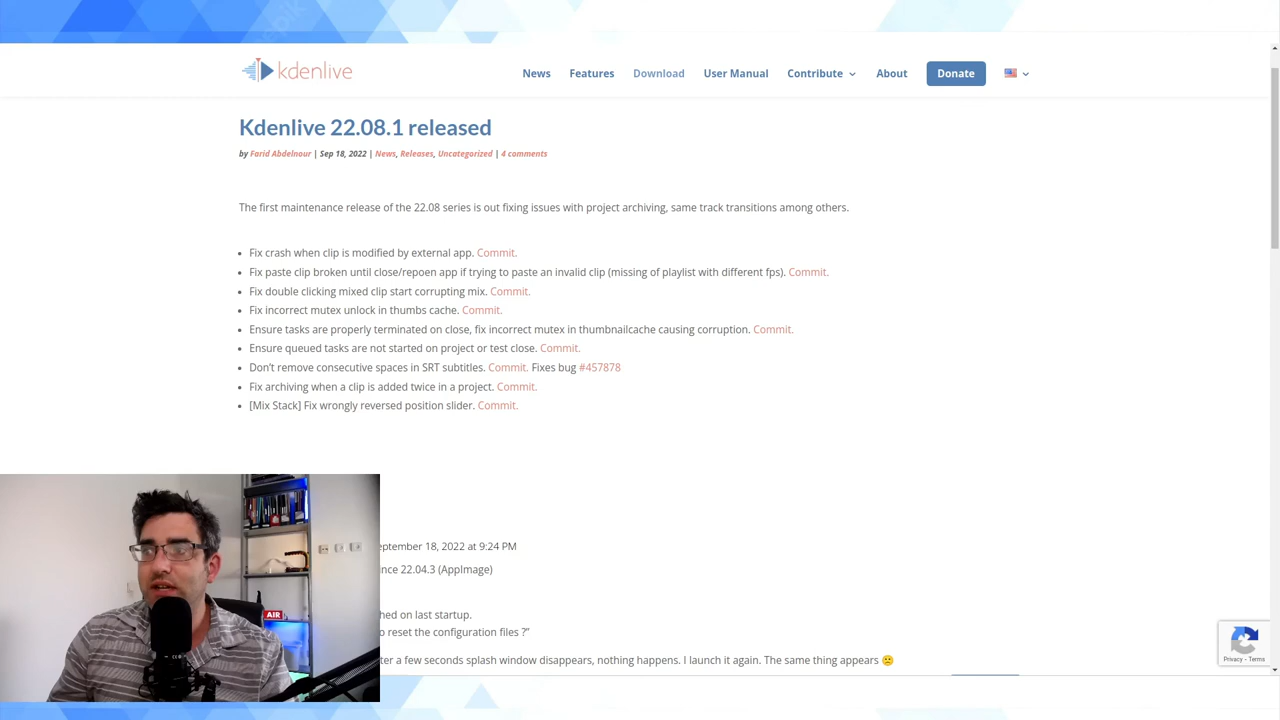 kdenlive
News Features Download User Manual Contribute About Donate
Kdenlive 22.08.1 released
by Farid Abdelnour | Sep 18, 2022 | News, Releases, Uncategorized | 4 comments
The first maintenance release of the 22.08 series is out fixing issues with project archiving, same track transitions among others.
• Fix crash when clip is modified by external app. Commit.
• Fix paste clip broken until close/repoen app if trying to paste an invalid clip (missing of playlist with different fps). Commit.
• Fix double clicking mixed clip start corrupting mix. Commit.
• Fix incorrect mutex unlock in thumbs cache. Commit.
• Ensure tasks are properly terminated on close, fix incorrect mutex in thumbnailcache causing corruption. Commit.
• Ensure queued tasks are not started on project or test close. Commit.
• Don’t remove consecutive spaces in SRT subtitles. Commit. Fixes bug #457878
• Fix archiving when a clip is added twice in a project. Commit.
• [Mix Stack] Fix wrongly reversed position slider. Commit.
eptember 18, 2022 at 9:24 PM
ince 22.04.3 (AppImage)
hed on last startup.
o reset the configuration files ?”
ter a few seconds splash window disappears, nothing happens. I launch it again. The same thing appears 🙁
AIR
Privacy - Terms